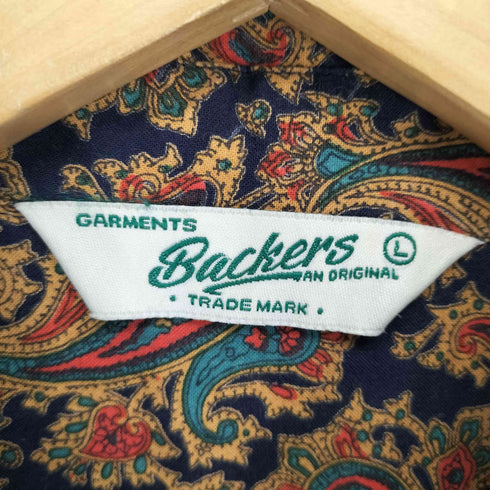 GARMENTS
Backers L
AN ORIGINAL
• TRADE MARK •